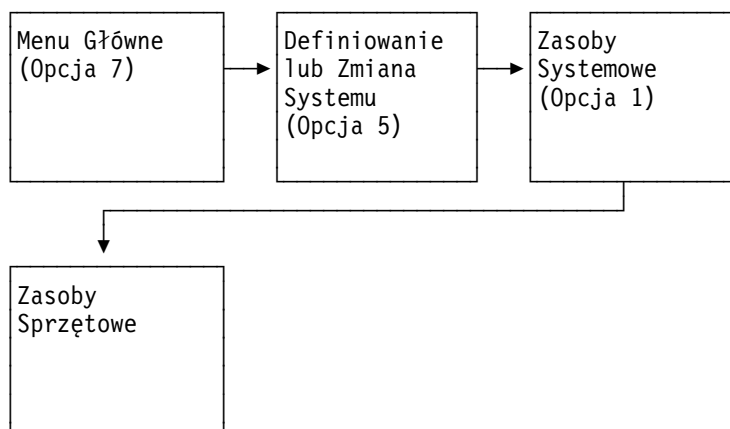 Menu Główne
(Opcja 7)
Definiowanie
lub Zmiana
Systemu
(Opcja 5)
Zasoby
Systemowe
(Opcja 1)
Zasoby
Sprzętowe